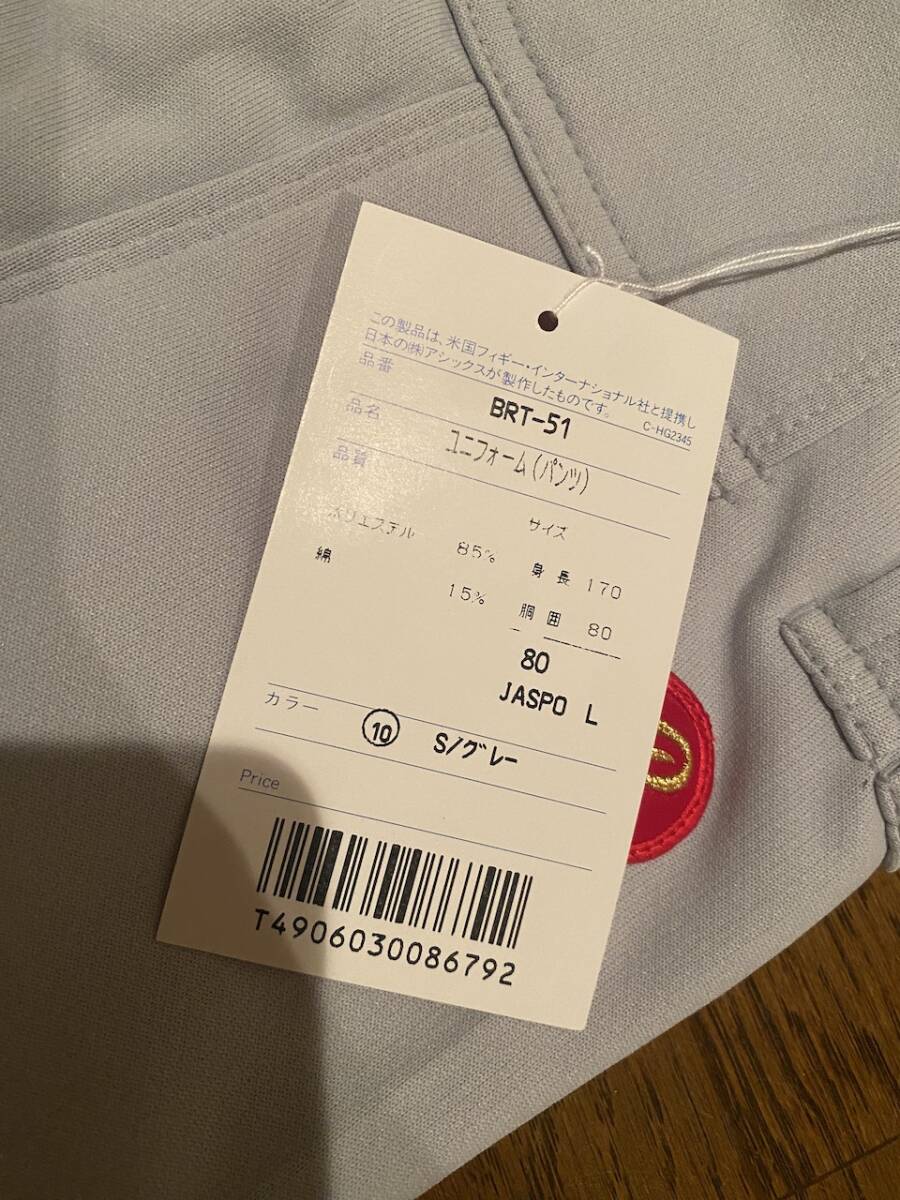 この製品は、米国フィギー・インターナショナル社と提携し
日本の㈱アシックスが製作したものです。 C-HG2345
品番 BRT-51
品名 ユニフォーム(パンツ)
品質 サイズ
ポリエステル 85% 身長 170
綿 15% 胴囲 80
80
JASPO L
カラー ⑩ S/グレー
Price
T4906030086792